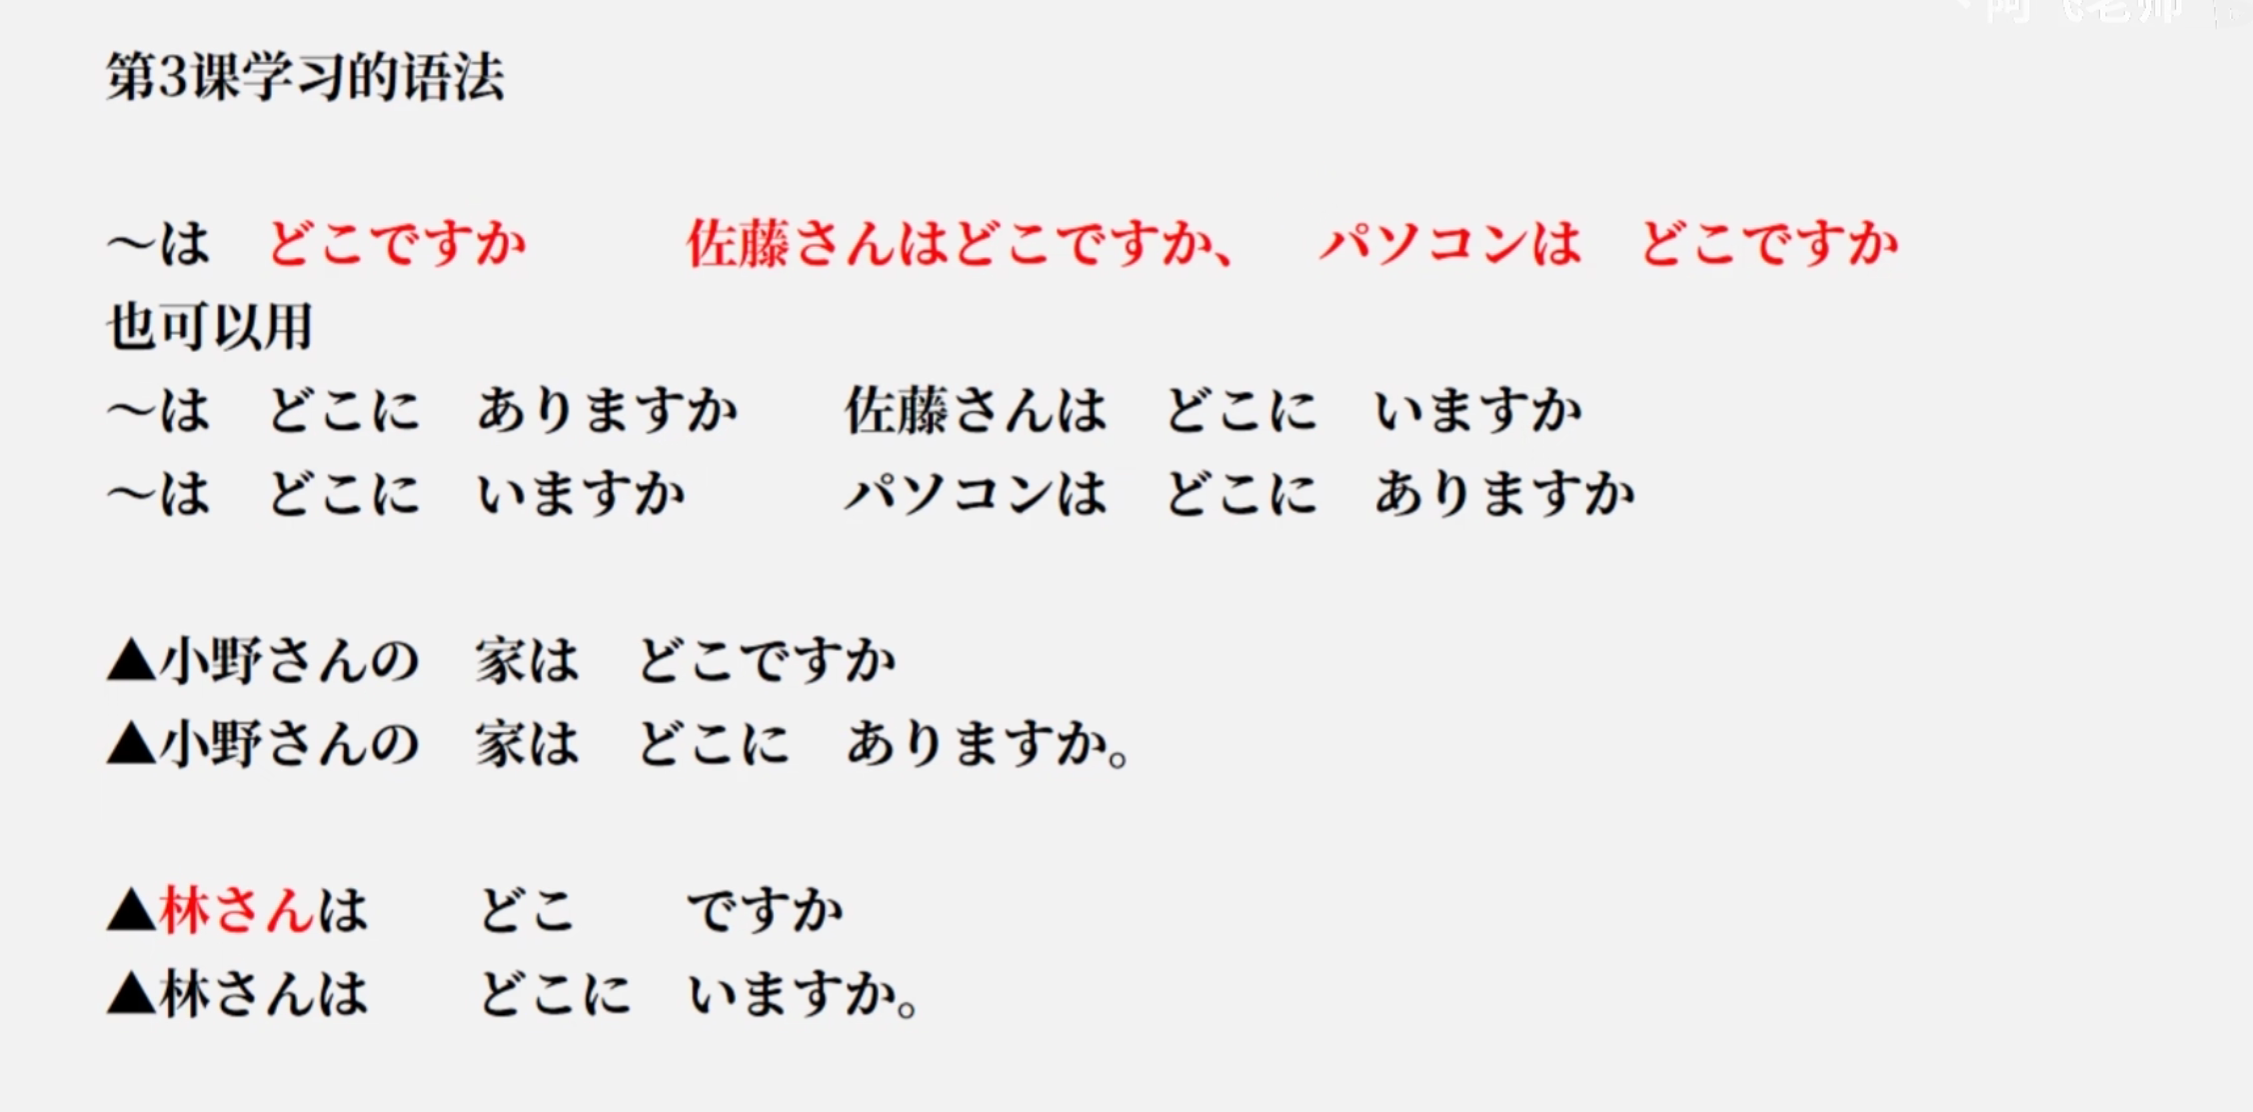 第3课学习的语法
～は　どこですか　　　佐藤さんはどこですか、　パソコンは　どこですか
也可以用
～は　どこに　ありますか　　佐藤さんは　どこに　いますか
～は　どこに　いますか　　　パソコンは　どこに　ありますか
▲小野さんの　家は　どこですか
▲小野さんの　家は　どこに　ありますか。
▲林さんは　　どこ　　ですか
▲林さんは　　どこに　いますか。